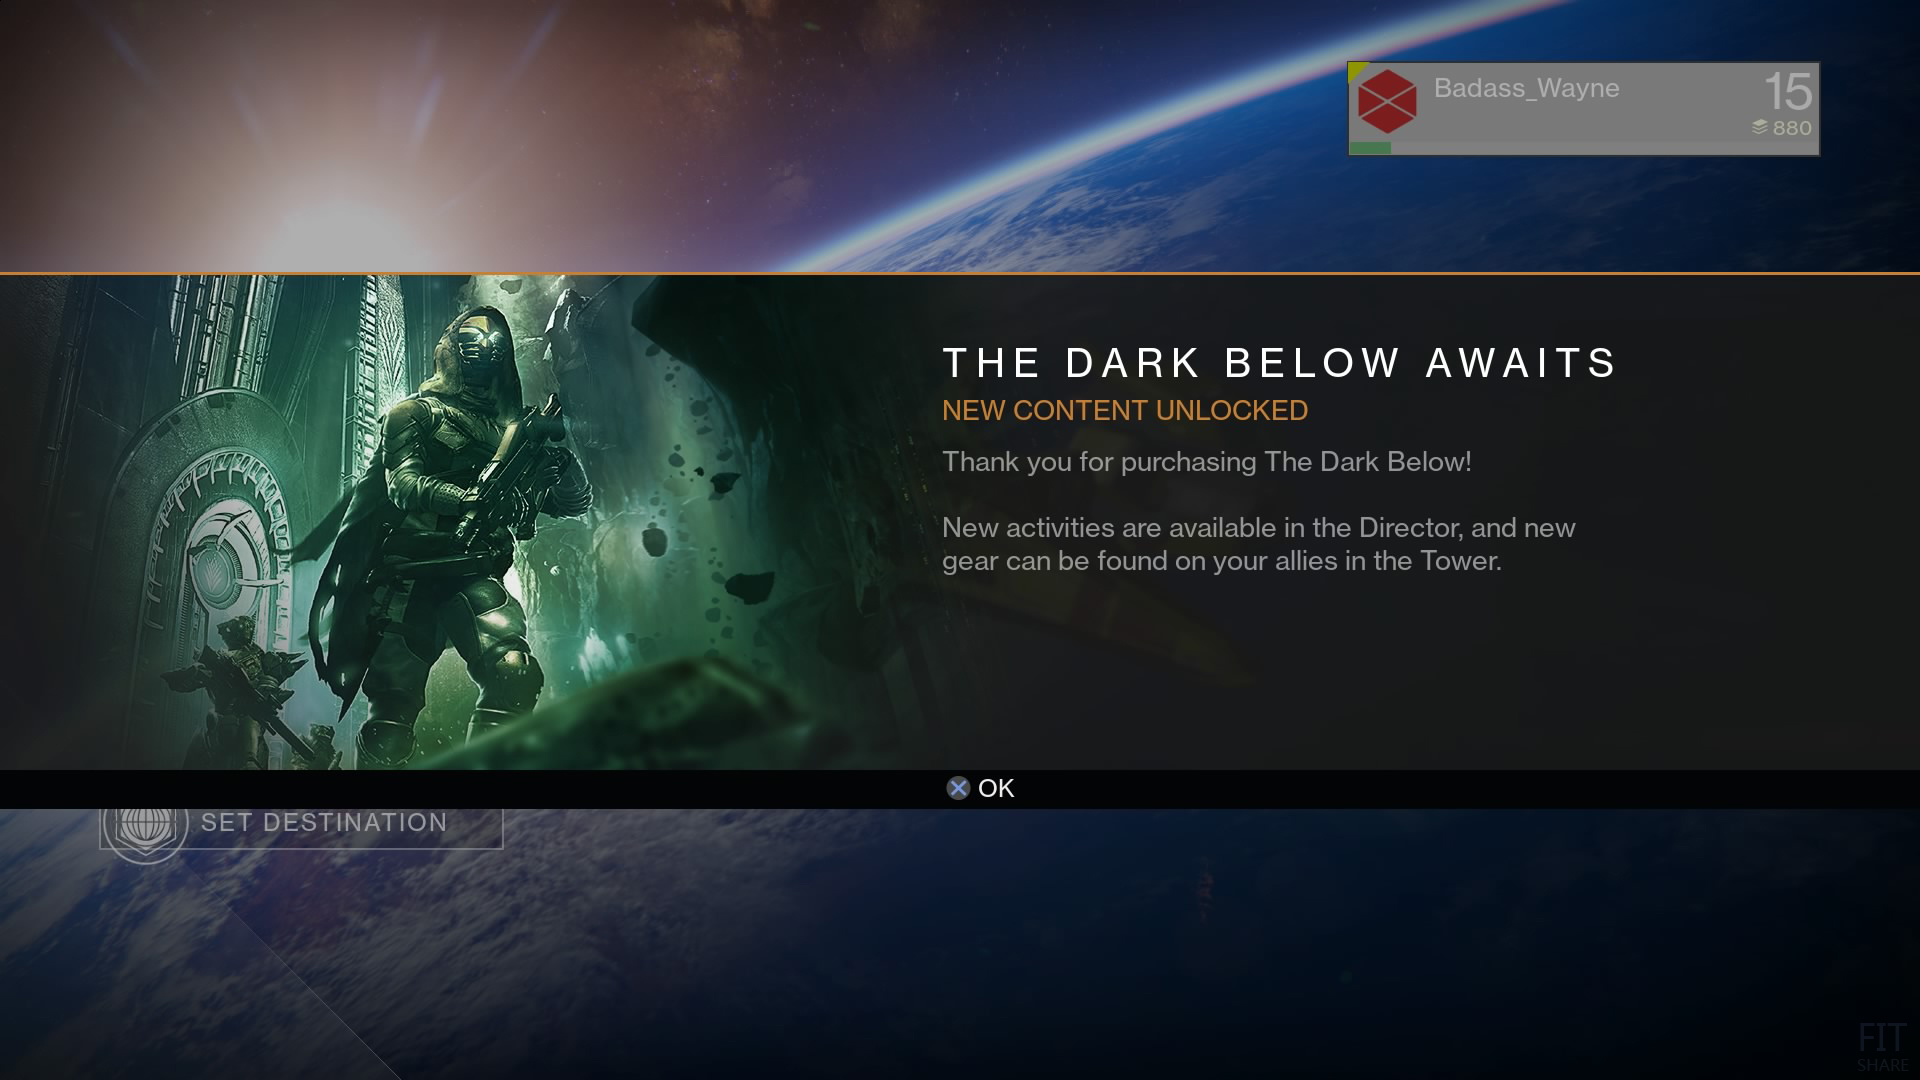 Badass_Wayne
15
880
THE DARK BELOW AWAITS
NEW CONTENT UNLOCKED
Thank you for purchasing The Dark Below!
New activities are available in the Director, and new
gear can be found on your allies in the Tower.
OK
SET DESTINATION
FIT
SHARE